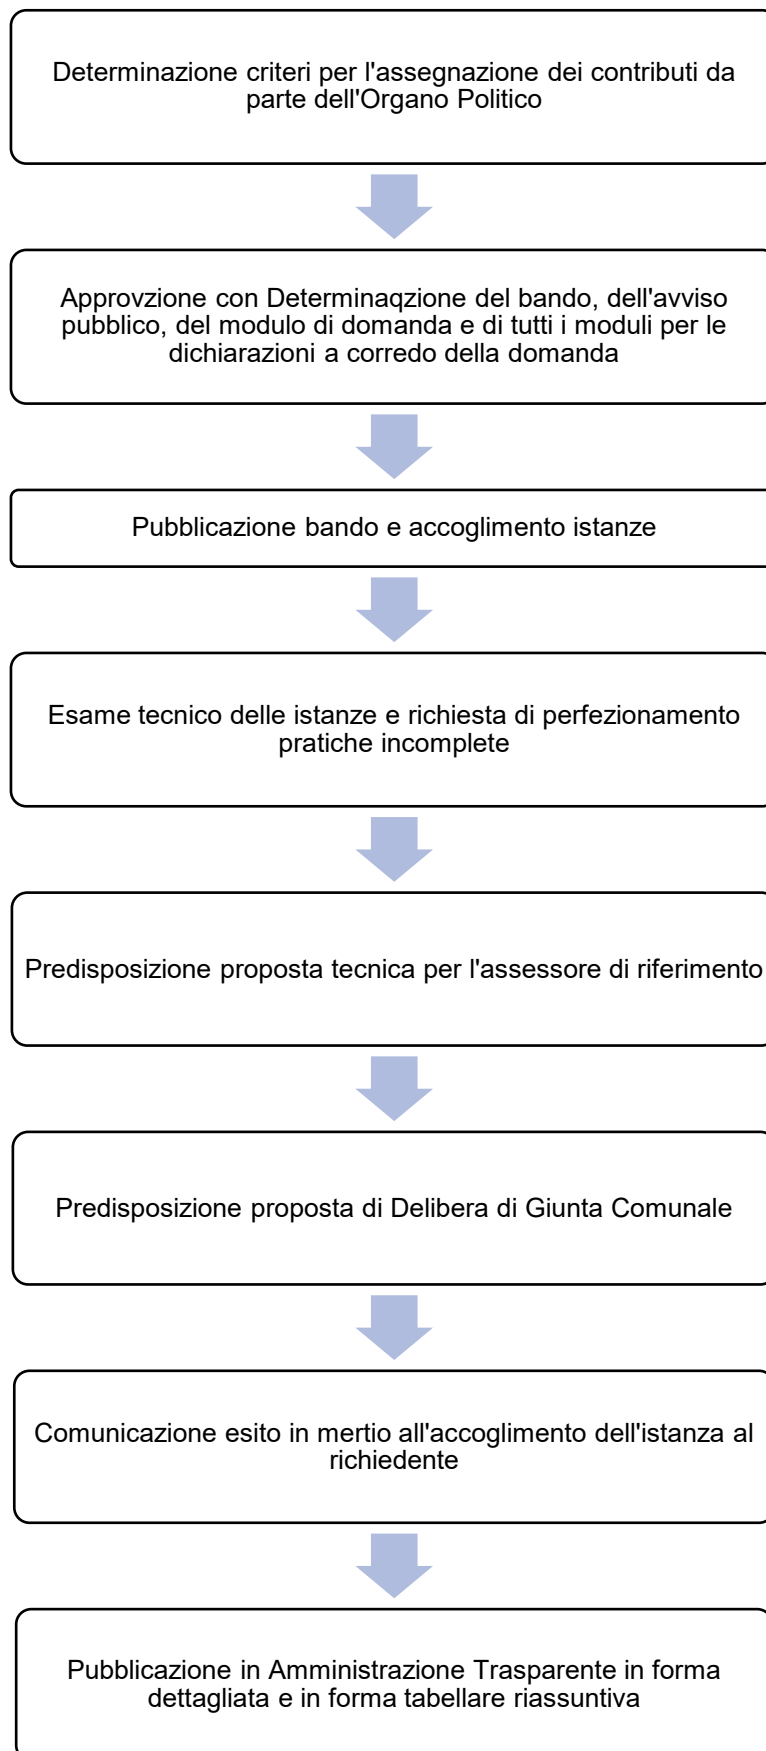 Determinazione criteri per l'assegnazione dei contributi da
parte dell'Organo Politico
Approvzione con Determinaqzione del bando, dell'avviso
pubblico, del modulo di domanda e di tutti i moduli per le
dichiarazioni a corredo della domanda
Pubblicazione bando e accoglimento istanze
Esame tecnico delle istanze e richiesta di perfezionamento
pratiche incomplete
Predisposizione proposta tecnica per l'assessore di riferimento
Predisposizione proposta di Delibera di Giunta Comunale
Comunicazione esito in mertio all'accoglimento dell'istanza al
richiedente
Pubblicazione in Amministrazione Trasparente in forma
dettagliata e in forma tabellare riassuntiva